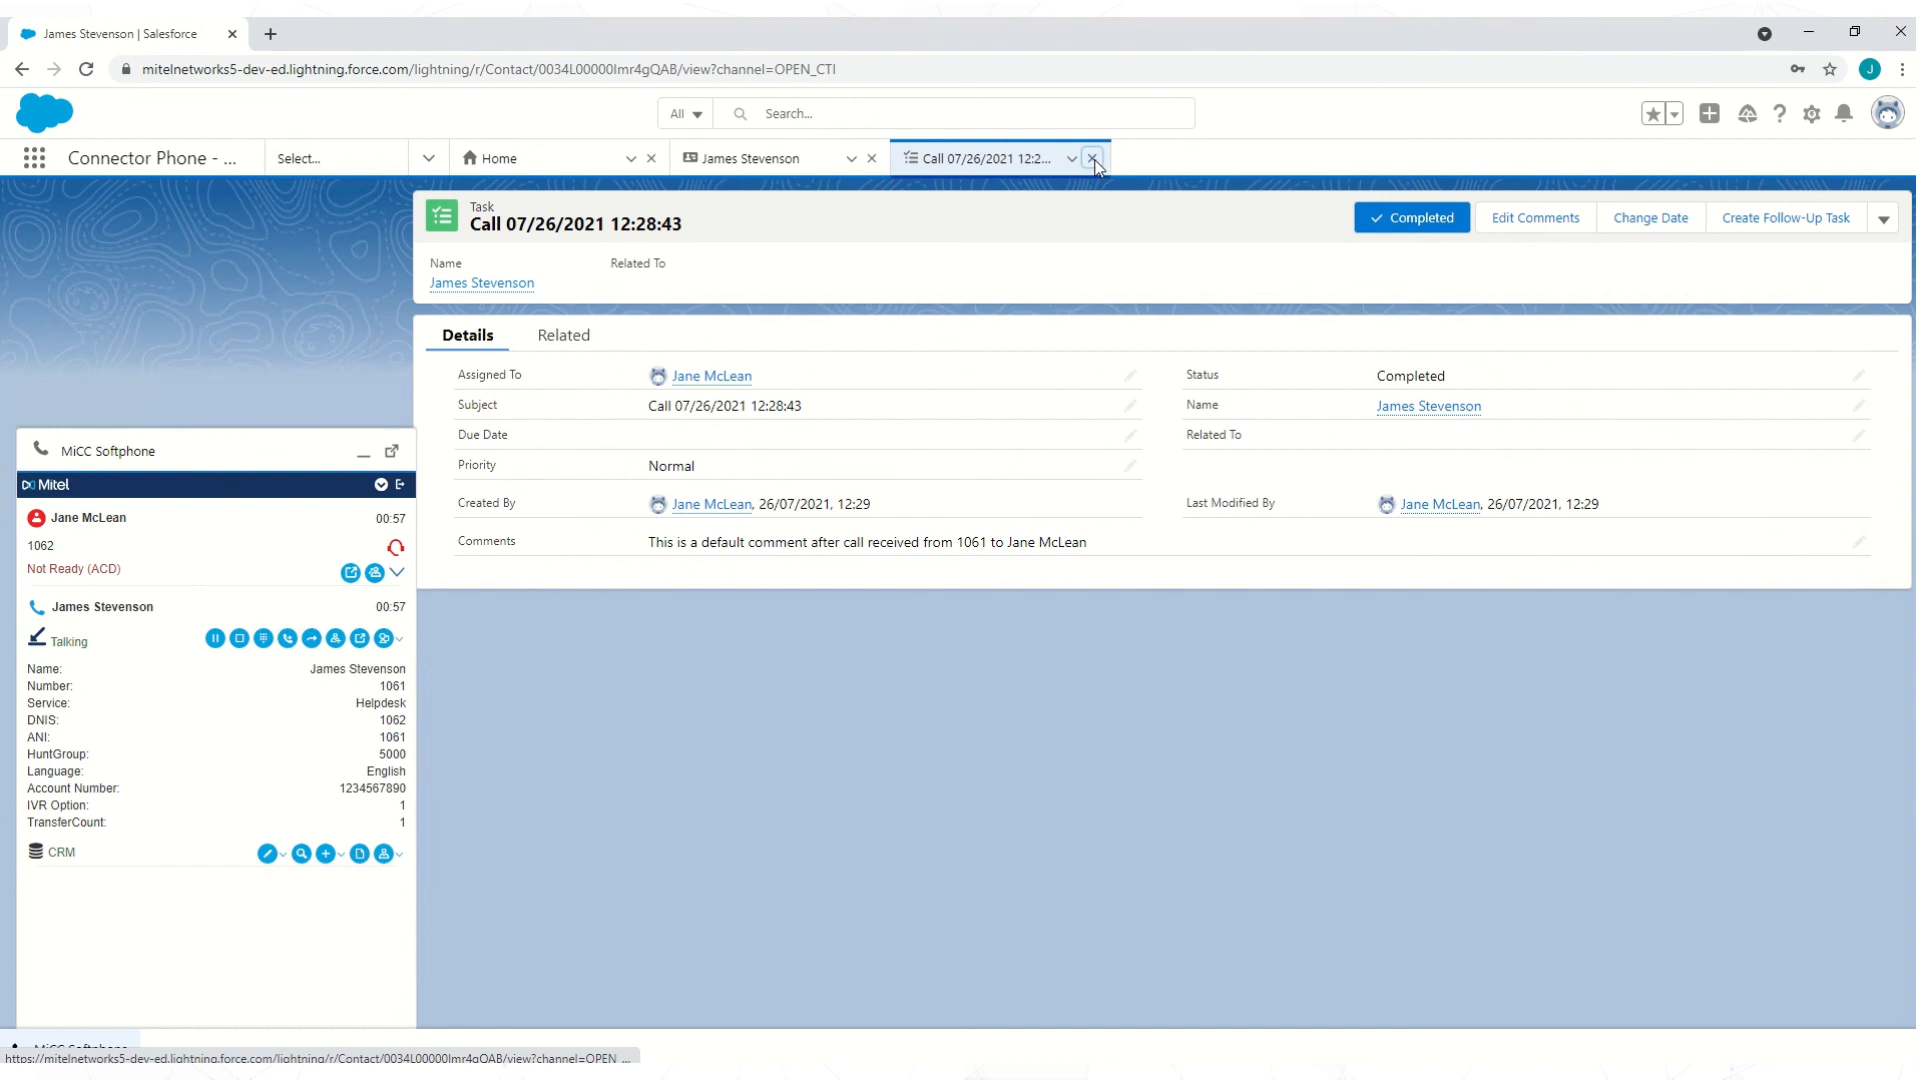 James Stevenson | Salesforce
mitelnetworks5-dev-ed.lightning.force.com/lightning/r/Contact/0034L00000Imr4gQAB/view?channel=OPEN_CTI
J
All
Search...
Connector Phone - ...
Select...
Home
James Stevenson
Call 07/26/2021 12:2...
Task
Call 07/26/2021 12:28:43
Completed
Edit Comments
Change Date
Create Follow-Up Task
Name
Related To
James Stevenson
Details
Related
Assigned To
Jane McLean
Status
Completed
Subject
Call 07/26/2021 12:28:43
Name
James Stevenson
Due Date
Related To
Priority
Normal
Created By
Jane McLean, 26/07/2021, 12:29
Last Modified By
Jane McLean, 26/07/2021, 12:29
Comments
This is a default comment after call received from 1061 to Jane McLean
MiCC Softphone
Mitel
Jane McLean 00:57
1062
Not Ready (ACD)
James Stevenson 00:57
Talking
Name: James Stevenson
Number: 1061
Service: Helpdesk
DNIS: 1062
ANI: 1061
HuntGroup: 5000
Language: English
Account Number: 1234567890
IVR Option: 1
TransferCount: 1
CRM
MiCC Softphone
https://mitelnetworks5-dev-ed.lightning.force.com/lightning/r/Contact/0034L00000Imr4gQAB/view?channel=OPEN ...